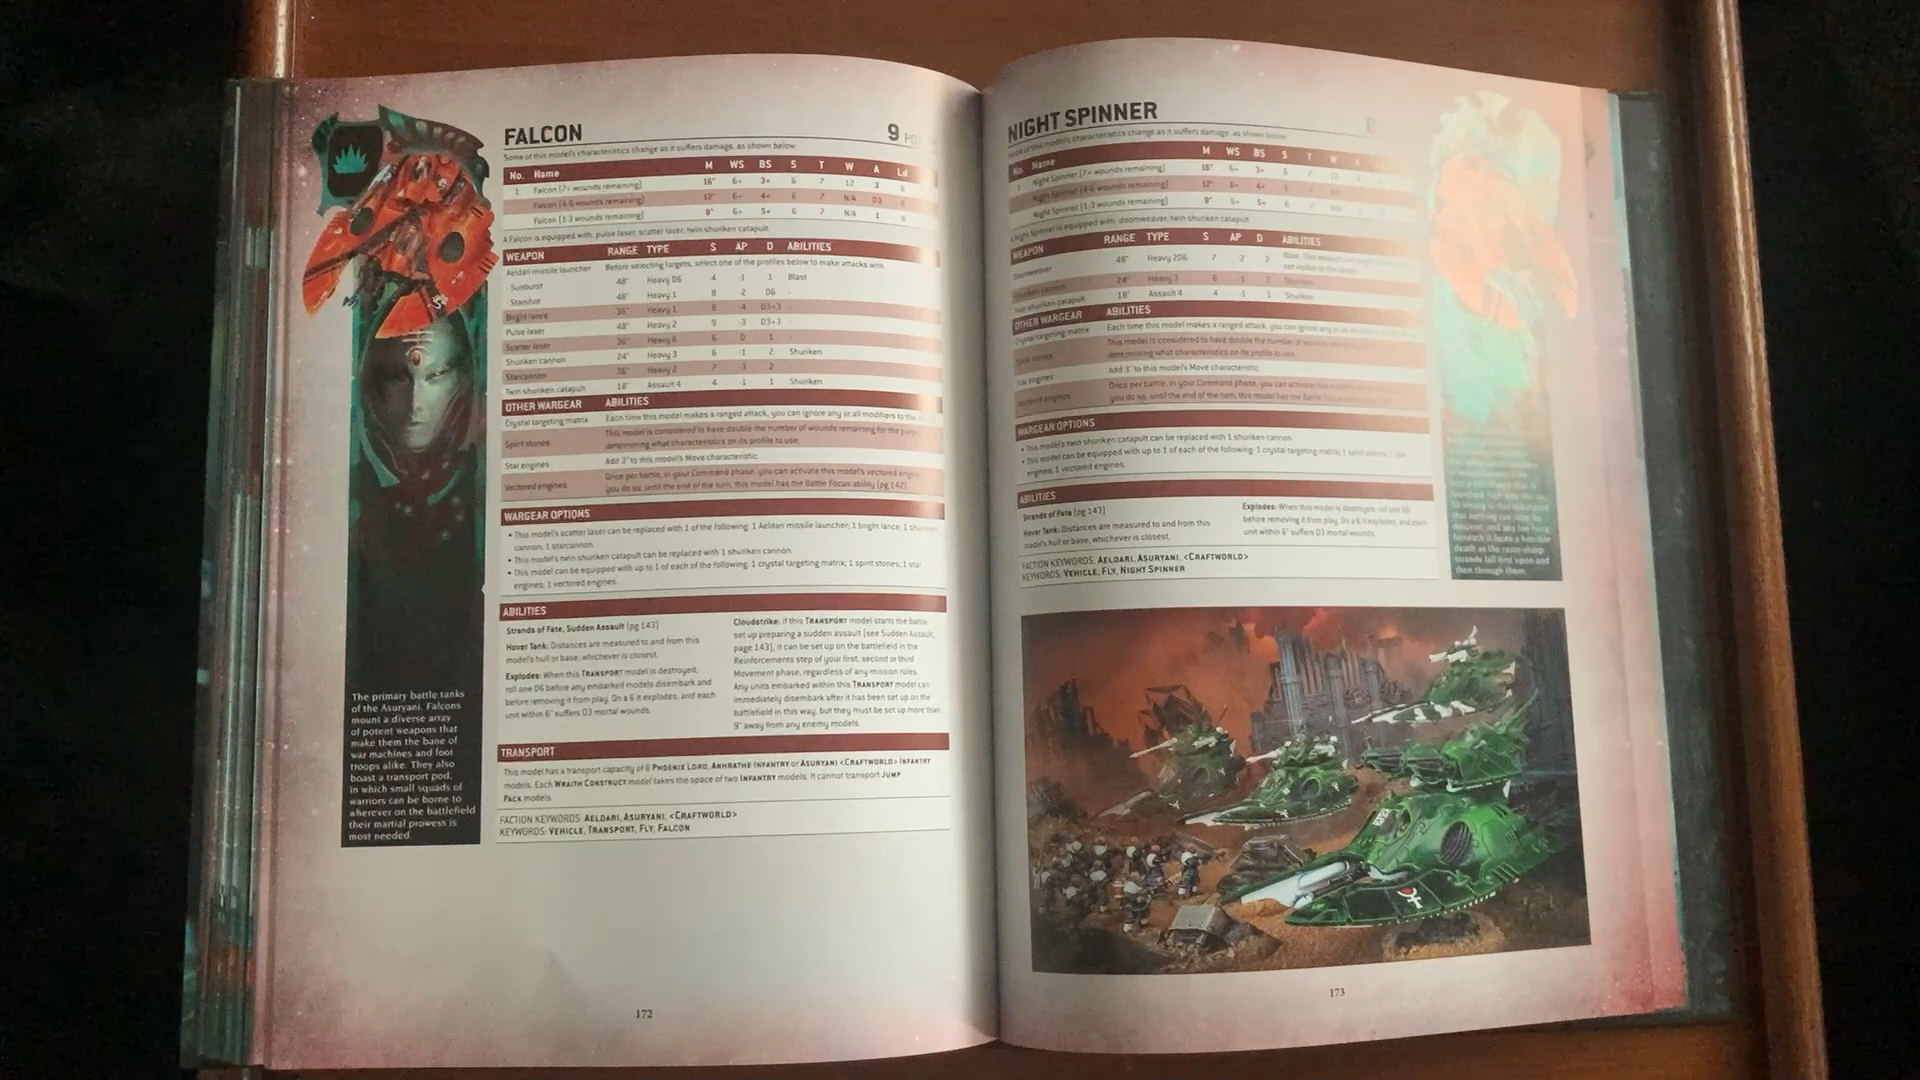 FALCON
9
Some of this model's characteristics change as it suffers damage, as shown below.
No. Name M WS BS S T W A Ld
1 Falcon (7+ wounds remaining) 16" 6+ 3+ 6 7 12 3 8
Falcon (4-6 wounds remaining) 12" 6+ 4+ 6 7 N/A D3 8
Falcon (1-3 wounds remaining) 8" 6+ 5+ 6 7 N/A 1 8
A Falcon is equipped with: pulse laser; scatter laser; twin shuriken catapult.
WEAPON RANGE TYPE S AP D ABILITIES
Aeldari missile launcher Before selecting targets, select one of the profiles below to make attacks with.
- Sunburst 48" Heavy D6 4 -1 1 Blast
- Starshot 48" Heavy 1 8 -2 D6 -
Bright lance 36" Heavy 1 8 -4 D3+3 -
Pulse laser 48" Heavy 2 9 -3 D3+3 -
Scatter laser 36" Heavy 6 6 0 1 -
Shuriken cannon 24" Heavy 3 6 -1 2 Shuriken
Starcannon 36" Heavy 2 7 -3 2 -
Twin shuriken catapult 18" Assault 4 4 -1 1 Shuriken
OTHER WARGEAR ABILITIES
Crystal targeting matrix Each time this model makes a ranged attack, you can ignore any or all modifiers to the
Spirit stones This model is considered to have double the number of wounds remaining for the
determining what characteristics on its profile to use.
Star engines Add 3" to this model's Move characteristic.
Vectored engines Once per battle, in your Command phase, you can activate this model's vectored
you do so, until the end of the turn, this model has the Battle Focus ability (pg 142).
WARGEAR OPTIONS
• This model's scatter laser can be replaced with 1 of the following: 1 Aeldari missile launcher; 1 bright lance; 1
cannon; 1 starcannon.
• This model's twin shuriken catapult can be replaced with 1 shuriken cannon.
• This model can be equipped with up to 1 of each of the following: 1 crystal targeting matrix; 1 spirit stones; 1 star
engines; 1 vectored engines.
ABILITIES
Strands of Fate, Sudden Assault (pg 143)
Hover Tank: Distances are measured to and from this
model's hull or base, whichever is closest.
Explodes: When this TRANSPORT model is destroyed,
roll one D6 before any embarked models disembark and
before removing it from play. On a 6 it explodes, and each
unit within 6" suffers D3 mortal wounds.
Cloudstrike: If this TRANSPORT model starts the battle
set up preparing a sudden assault (see Sudden Assault,
page 143), it can be set up on the battlefield in the
Reinforcements step of your first, second or third
Movement phase, regardless of any mission rules.
Any units embarked within this TRANSPORT model can
immediately disembark after it has been set up on the
battlefield in this way, but they must be set up more than
9" away from any enemy models.
TRANSPORT
This model has a transport capacity of 6 PHOENIX LORD, ANHRATHE INFANTRY or ASURYANI <CRAFTWORLD> INFANTRY
models. Each WRAITH CONSTRUCT model takes the space of two INFANTRY models. It cannot transport JUMP
PACK models.
FACTION KEYWORDS: AELDARI, ASURYANI, <CRAFTWORLD>
KEYWORDS: VEHICLE, TRANSPORT, FLY, FALCON
The primary battle tanks
of the Asuryani, Falcons
mount a diverse array
of potent weapons that
make them the bane of
war machines and foot
troops alike. They also
boast a transport pod,
in which small squads of
warriors can be borne to
wherever on the battlefield
their martial prowess is
most needed.
172
NIGHT SPINNER
Some of this model's characteristics change as it suffers damage, as shown below.
No. Name M WS BS S T W
1 Night Spinner (7+ wounds remaining) 16" 6+ 3+ 6 7 12
Night Spinner (4-6 wounds remaining) 12" 6+ 4+ 6 7
Night Spinner (1-3 wounds remaining) 8" 6+ 5+ 6 7
A Night Spinner is equipped with: doomweaver; twin shuriken catapult.
WEAPON RANGE TYPE S AP D ABILITIES
Doomweaver 48" Heavy 2D6 7 -2 2 Blast.
Shuriken cannon 24" Heavy 3 6 -1 2 Shuriken
Twin shuriken catapult 18" Assault 4 4 -1 1 Shuriken
OTHER WARGEAR ABILITIES
Crystal targeting matrix Each time this model makes a ranged attack, you can ignore any
Spirit stones This model is considered to have double the number of wounds
determining what characteristics on its profile to use.
Star engines Add 3" to this model's Move characteristic.
Vectored engines Once per battle, in your Command phase, you can activate
you do so, until the end of the turn, this model has the Battle Focus
WARGEAR OPTIONS
• This model's twin shuriken catapult can be replaced with 1 shuriken cannon.
• This model can be equipped with up to 1 of each of the following: 1 crystal targeting matrix; 1 spirit stones; 1 star
engines; 1 vectored engines.
ABILITIES
Strands of Fate (pg 143)
Hover Tank: Distances are measured to and from this
model's hull or base, whichever is closest.
Explodes: When this model is destroyed, roll one D6
before removing it from play. On a 6 it explodes, and each
unit within 6" suffers D3 mortal wounds.
FACTION KEYWORDS: AELDARI, ASURYANI, <CRAFTWORLD>
KEYWORDS: VEHICLE, FLY, NIGHT SPINNER
death as the razor-sharp
strands fall first upon and
then through them.
173